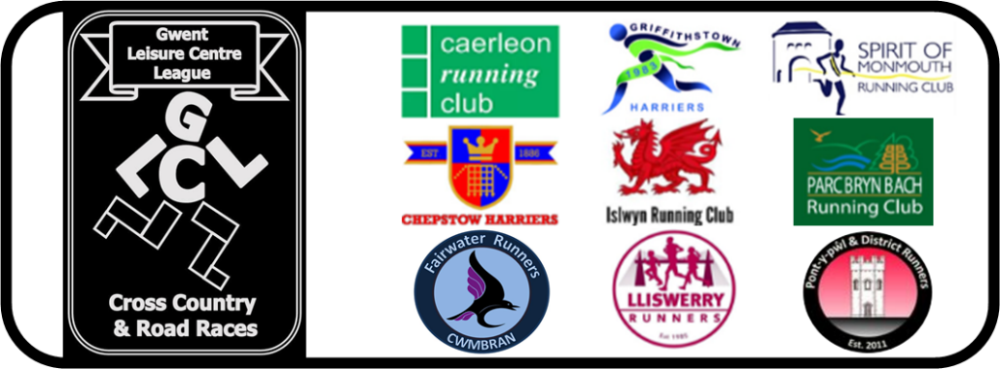 Gwent
Leisure Centre
League
G
L C L
Cross Country
& Road Races
caerleon
running
club
GRIFFITHSTOWN
1983
HARRIERS
SPIRIT OF
MONMOUTH
RUNNING CLUB
EST 1886
CHEPSTOW HARRIERS
Islwyn Running Club
PARC BRYN BACH
Running Club
Fairwater Runners
CWMBRAN
LLISWERRY
RUNNERS
Est 1985
Pont-y-pŵl & District Runners
Est. 2011